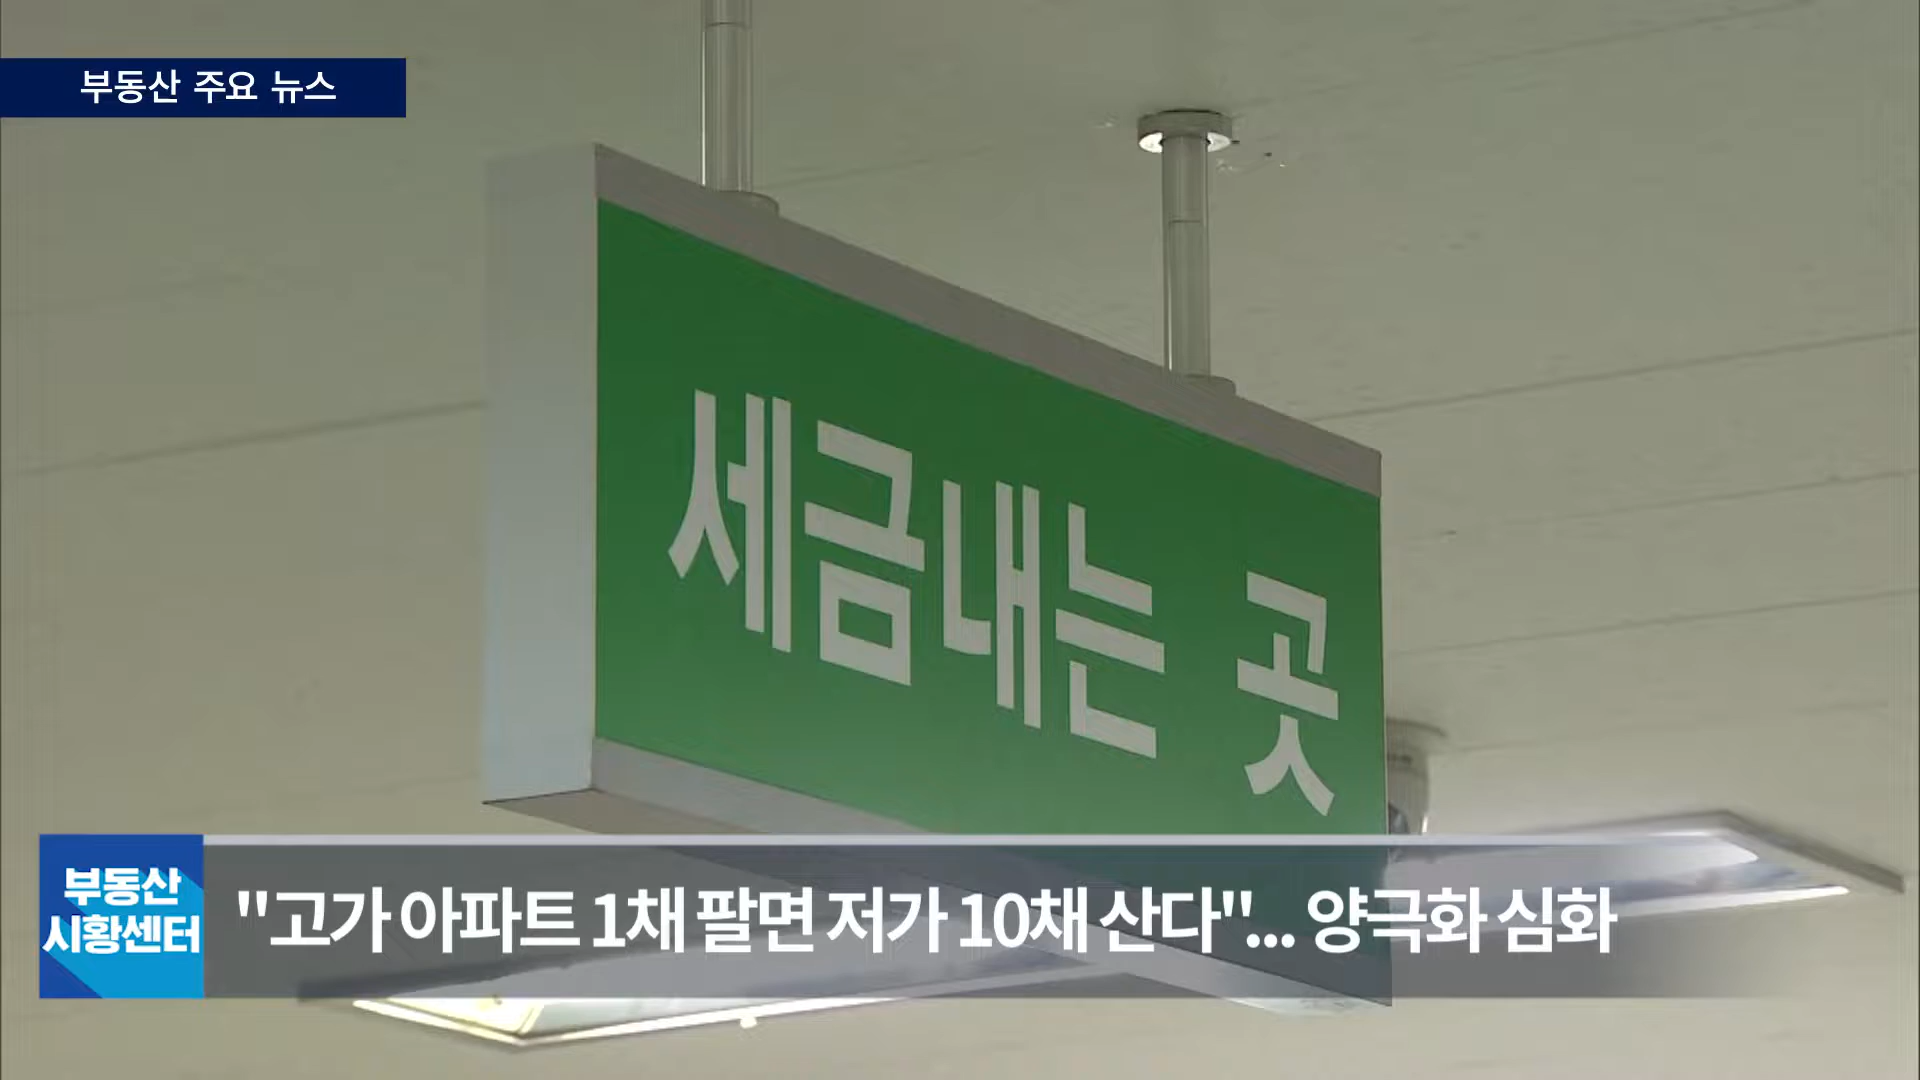 부동산 주요 뉴스
세금내는 곳
부동산
시황센터
"고가 아파트 1채 팔면 저가 10채 산다"... 양극화 심화